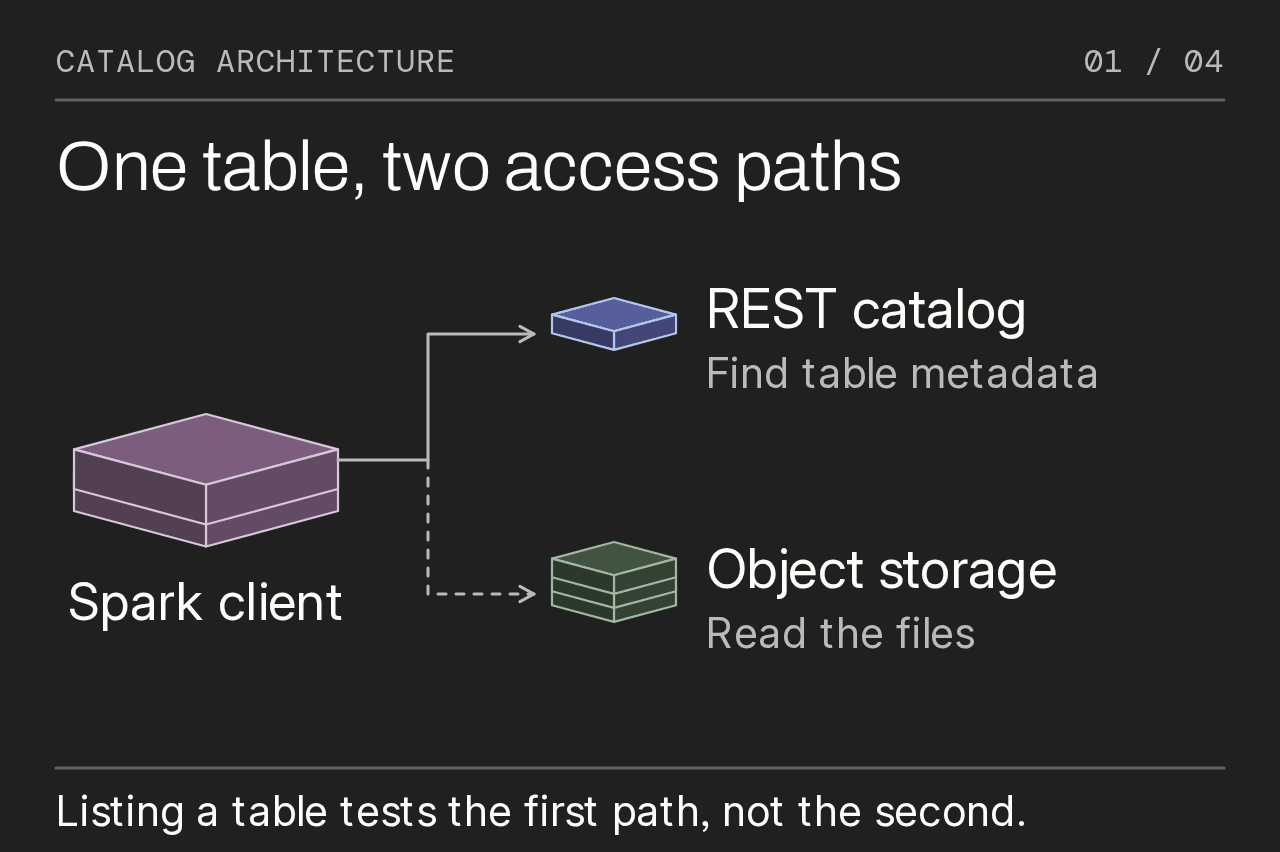 CATALOG ARCHITECTURE
01 / 04
One table, two access paths
REST catalog
Find table metadata
Spark client
Object storage
Read the files
Listing a table tests the first path, not the second.